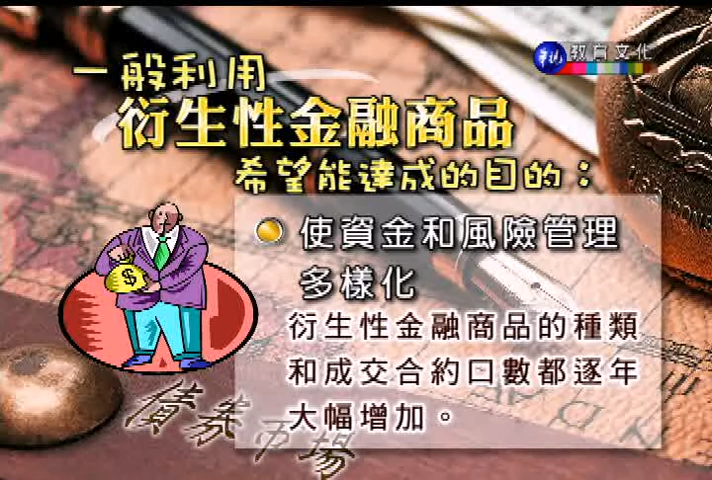 華視 教育文化
一般利用
衍生性金融商品
希望能達成的目的：
使資金和風險管理
多樣化
衍生性金融商品的種類
和成交合約口數都逐年
大幅增加。
債券市場
$